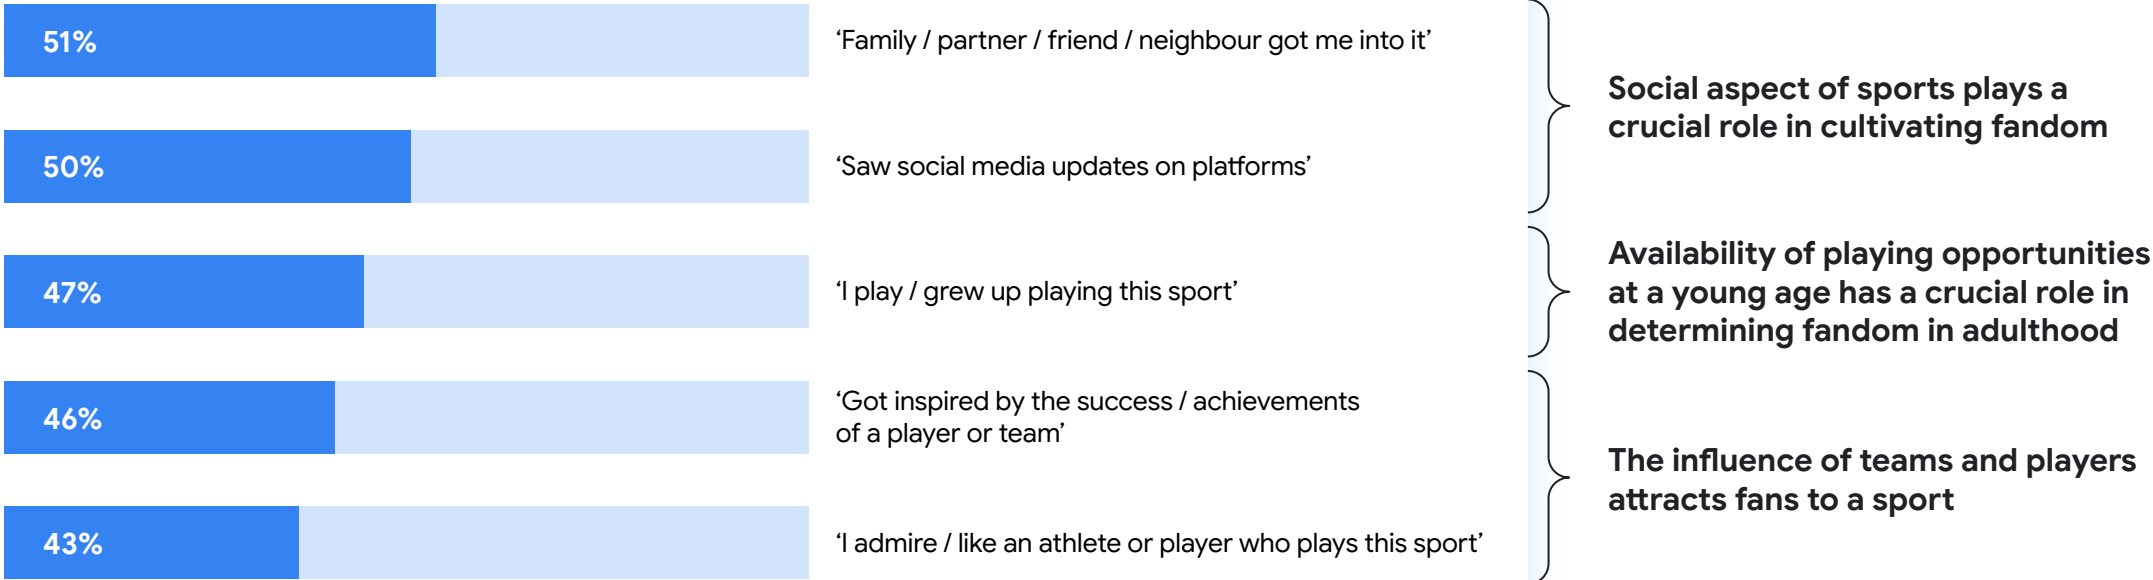 51%
‘Family / partner / friend / neighbour got me into it’
50%
‘Saw social media updates on platforms’
Social aspect of sports plays a
crucial role in cultivating fandom
47%
‘I play / grew up playing this sport’
Availability of playing opportunities
at a young age has a crucial role in
determining fandom in adulthood
46%
‘Got inspired by the success / achievements
of a player or team’
43%
‘I admire / like an athlete or player who plays this sport’
The influence of teams and players
attracts fans to a sport